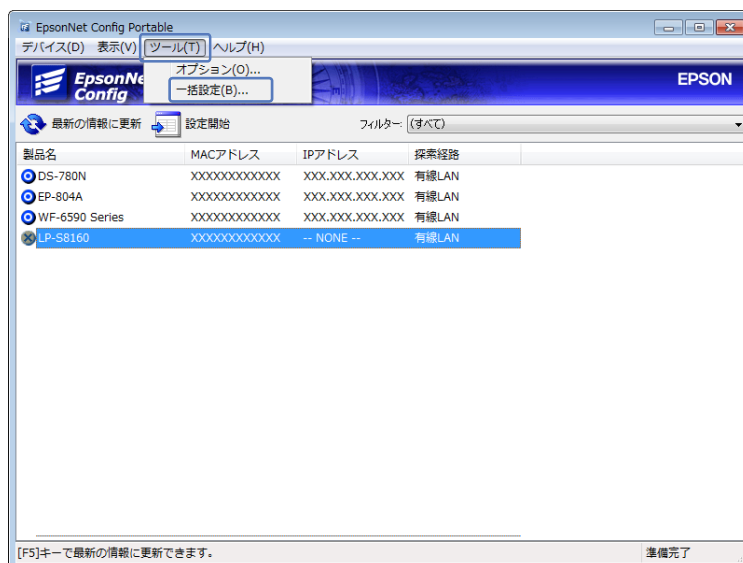 EpsonNet Config Portable
デバイス(D) 表示(V) ツール(T) ヘルプ(H)
オプション(O)...
一括設定(B)...
EpsonNe
Config
EPSON
最新の情報に更新 設定開始 フィルター: (すべて)
製品名 MACアドレス IPアドレス 探索経路
DS-780N XXXXXXXXXXXX XXX.XXX.XXX.XXX 有線LAN
EP-804A XXXXXXXXXXXX XXX.XXX.XXX.XXX 有線LAN
WF-6590 Series XXXXXXXXXXXX XXX.XXX.XXX.XXX 有線LAN
LP-S8160 XXXXXXXXXXXX -- NONE -- 有線LAN
[F5]キーで最新の情報に更新できます。 準備完了